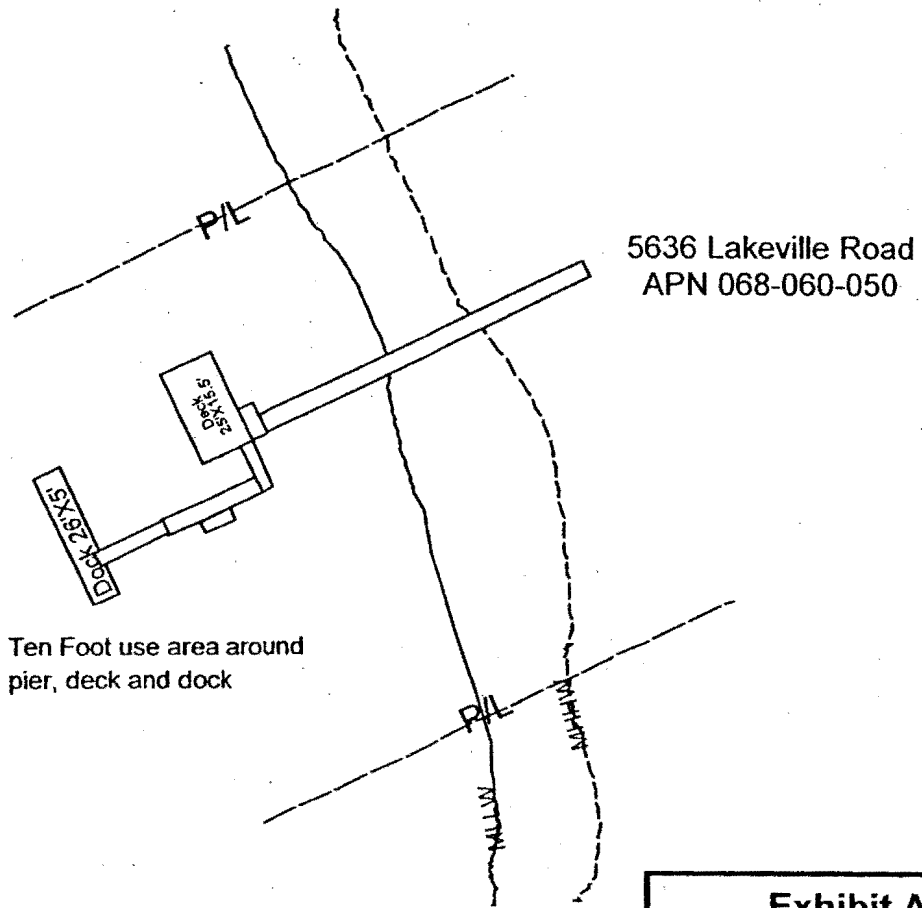 P/L
5636 Lakeville Road
APN 068-060-050
Deck
25'X15.5'
Dock 26'X5'
Ten Foot use area around
pier, deck and dock
P/L
MHHW
MLLW
Exhibit A